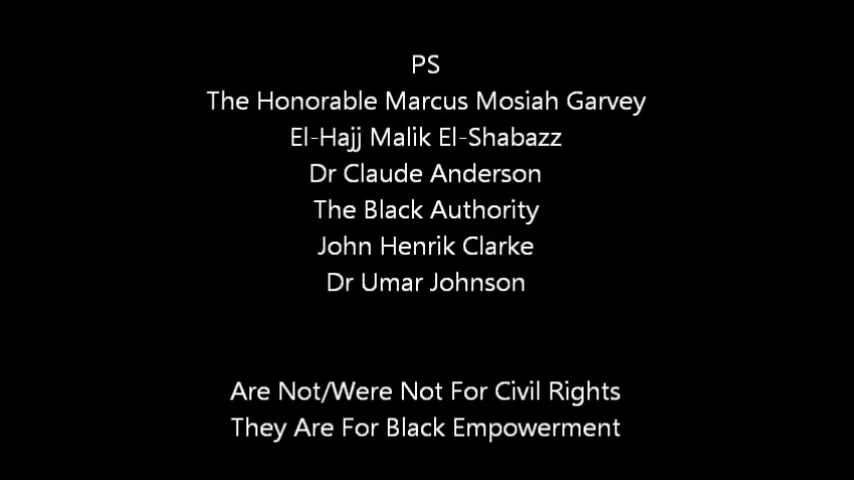 PS
The Honorable Marcus Mosiah Garvey
El-Hajj Malik El-Shabazz
Dr Claude Anderson
The Black Authority
John Henrik Clarke
Dr Umar Johnson
Are Not/Were Not For Civil Rights
They Are For Black Empowerment